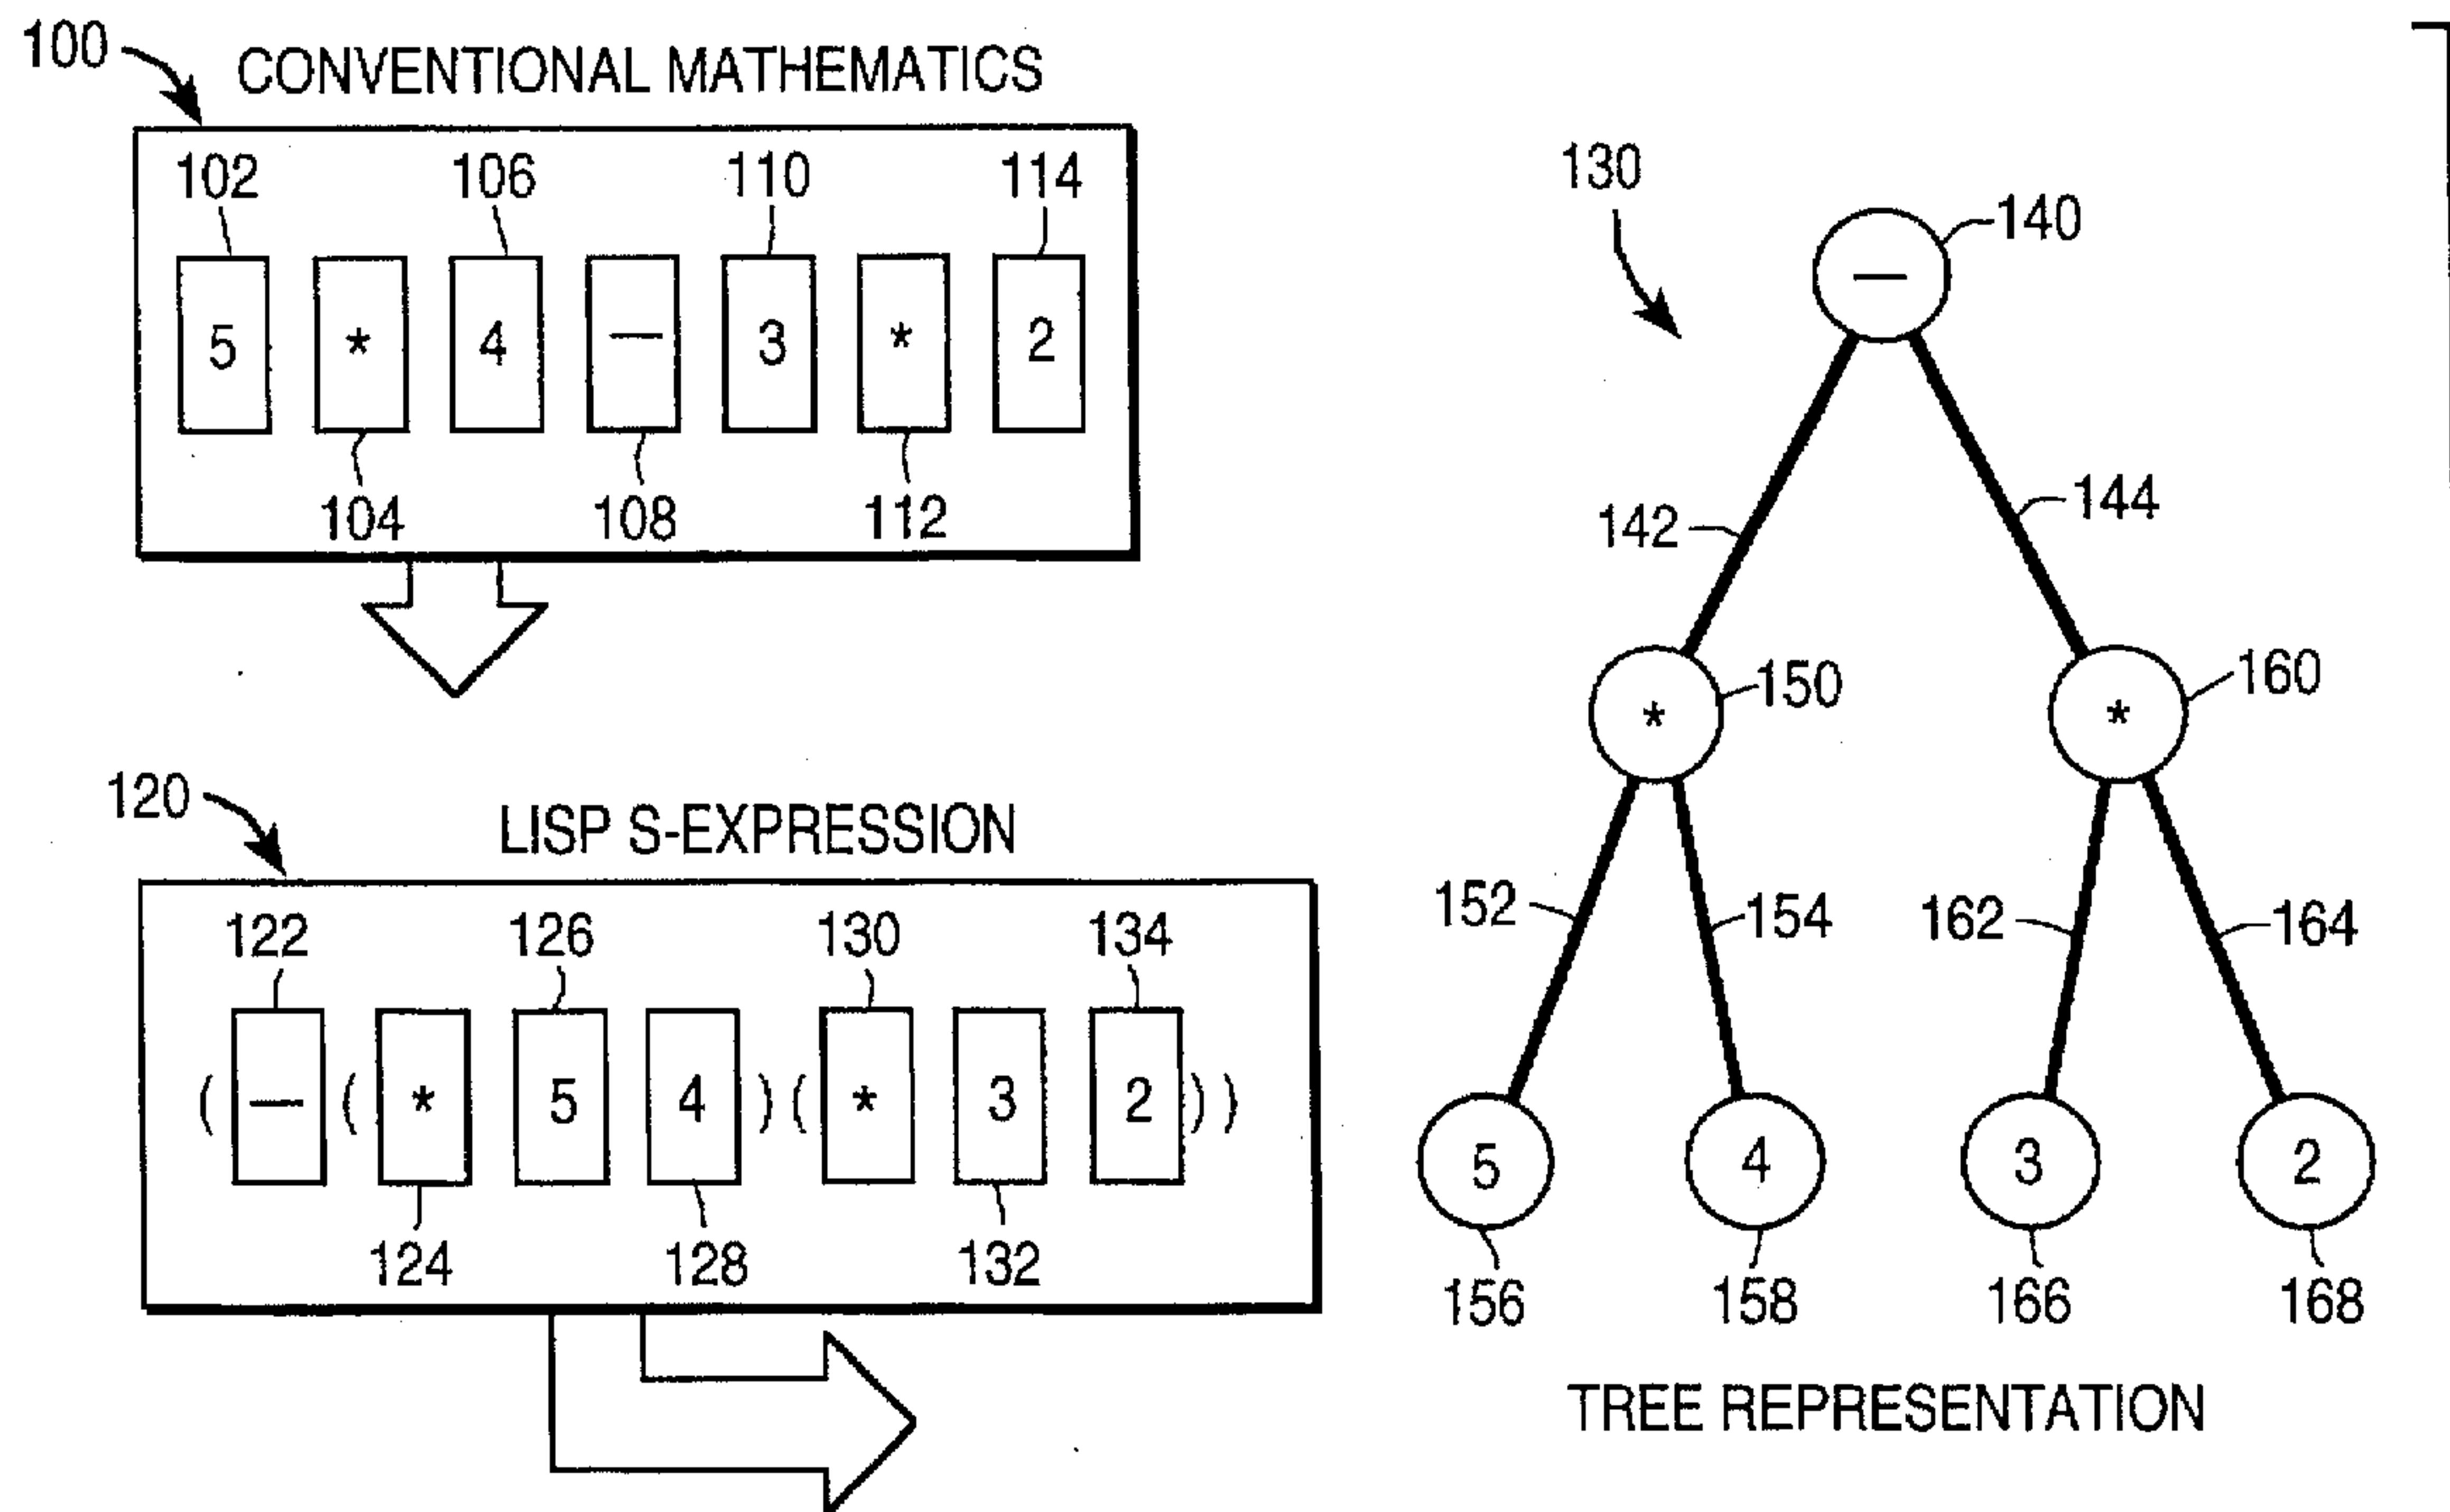 100 CONVENTIONAL MATHEMATICS
102 106 110 114
5 * 4 — 3 * 2
104 108 112
120 LISP S-EXPRESSION
122 126 130 134
( — ( * 5 4 ) ( * 3 2 ) )
124 128 132
130
— 140
142 144
* 150 * 160
152 154 162 164
5 4 3 2
156 158 166 168
TREE REPRESENTATION